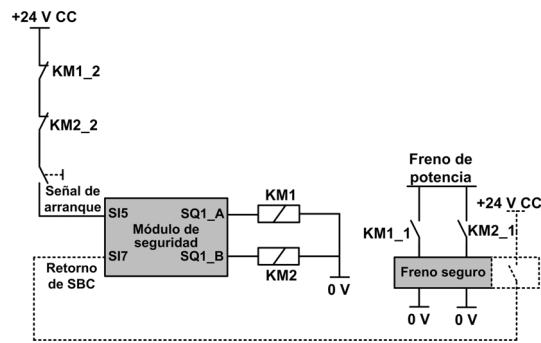 +24 V CC
KM1_2
KM2_2
Señal de
arranque
SI5
SQ1_A
Módulo de
seguridad
SI7
SQ1_B
Retorno
de SBC
KM1
KM2
0 V
Freno de
potencia
+24 V CC
KM1_1
KM2_1
Freno seguro
0 V
0 V